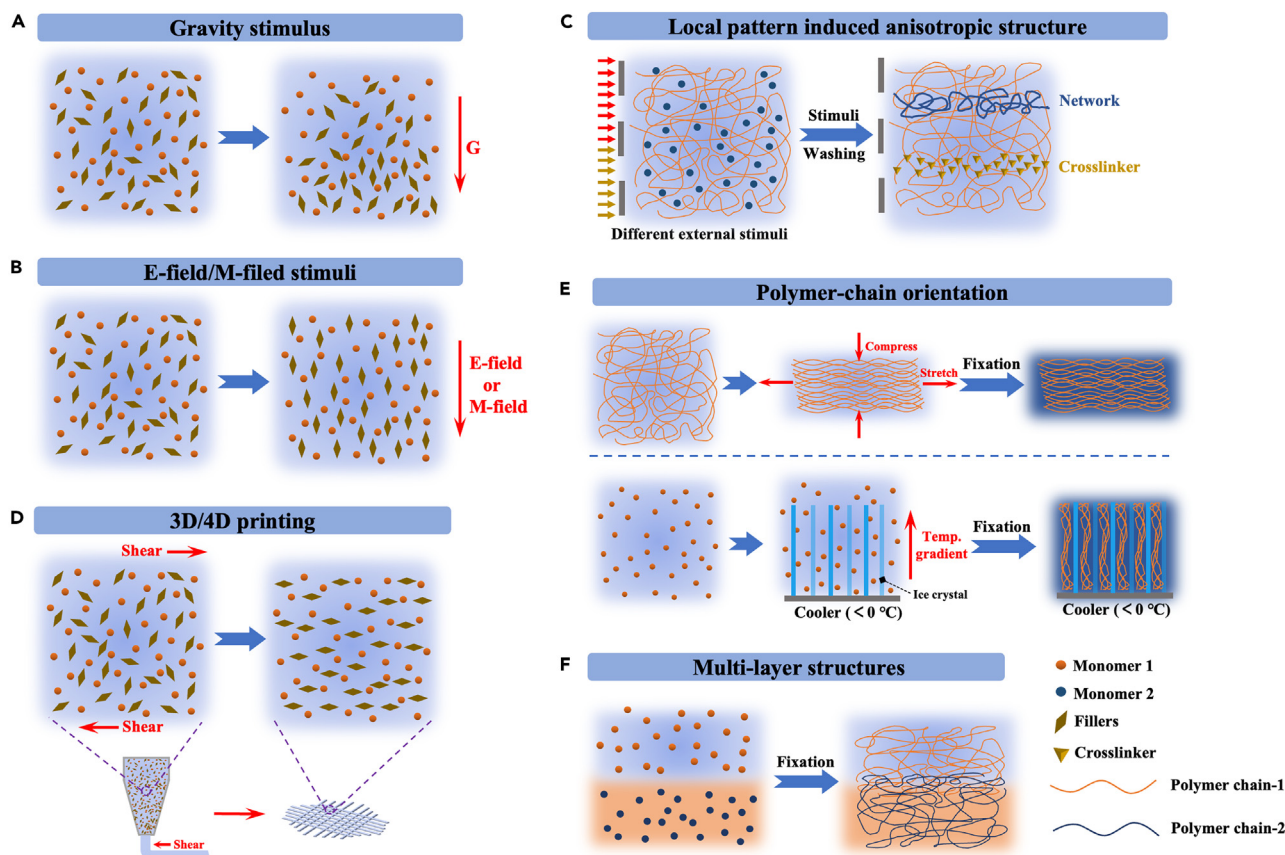 A
Gravity stimulus
G
B
E-field/M-filed stimuli
E-field
or
M-field
D
3D/4D printing
Shear
Shear
Shear
C
Local pattern induced anisotropic structure
Stimuli
Washing
Network
Crosslinker
Different external stimuli
E
Polymer-chain orientation
Compress
Stretch
Fixation
Temp.
gradient
Ice crystal
Cooler (< 0 °C)
Fixation
Cooler (< 0 °C)
F
Multi-layer structures
Fixation
Monomer 1
Monomer 2
Fillers
Crosslinker
Polymer chain-1
Polymer chain-2